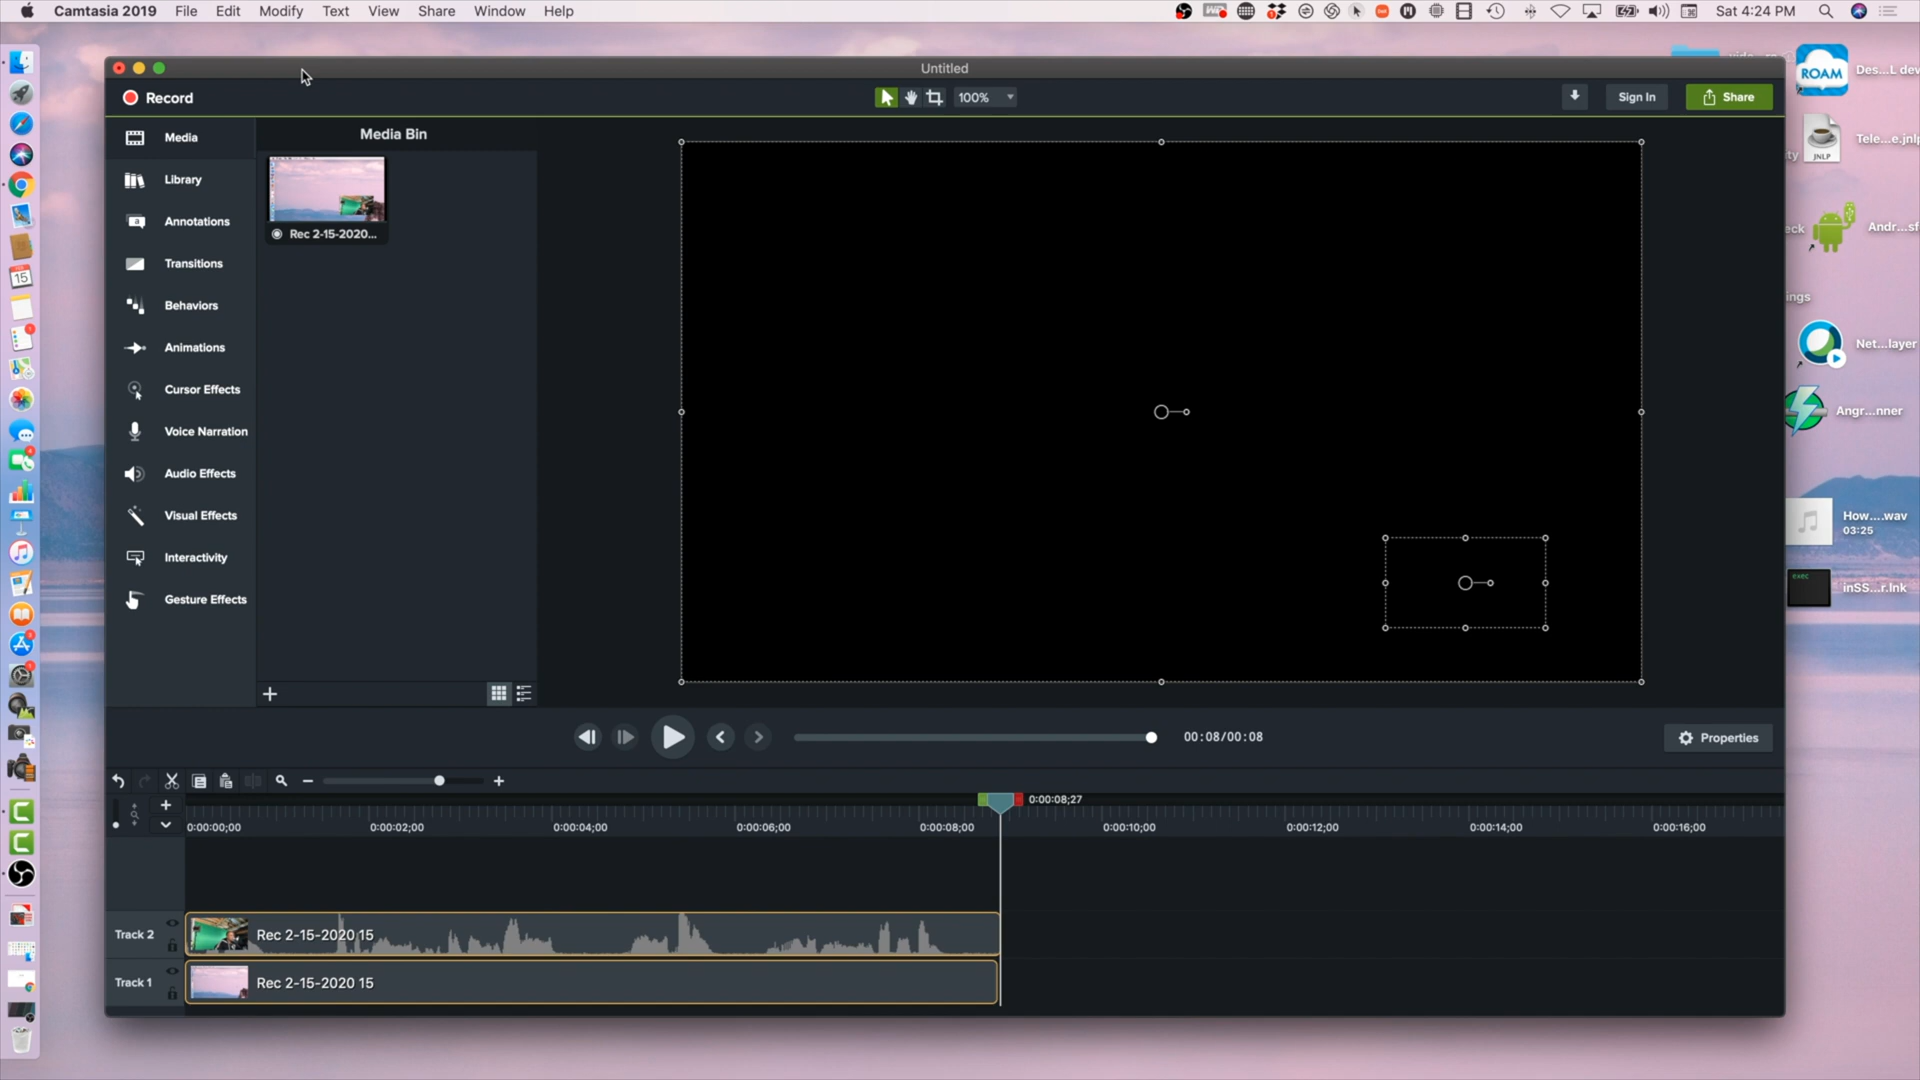 Camtasia 2019 File Edit Modify Text View Share Window Help
Sat 4:24 PM
Untitled
Record
100%
Sign In
Share
Media
Library
Annotations
Transitions
Behaviors
Animations
Cursor Effects
Voice Narration
Audio Effects
Visual Effects
Interactivity
Gesture Effects
Media Bin
Rec 2-15-2020...
00:08/00:08
Properties
0:00:08;27
0:00:00;00 0:00:02;00 0:00:04;00 0:00:06;00 0:00:08;00 0:00:10;00 0:00:12;00 0:00:14;00 0:00:16;00
Track 2
Rec 2-15-2020 15
Track 1
Rec 2-15-2020 15
15
ROAM
Des...L dev
JNLP
Tele...e.jnlp
Andr...sf
eck
ings
Net...layer
Angr...nner
How....wav
03:25
exec
inSS...r.lnk